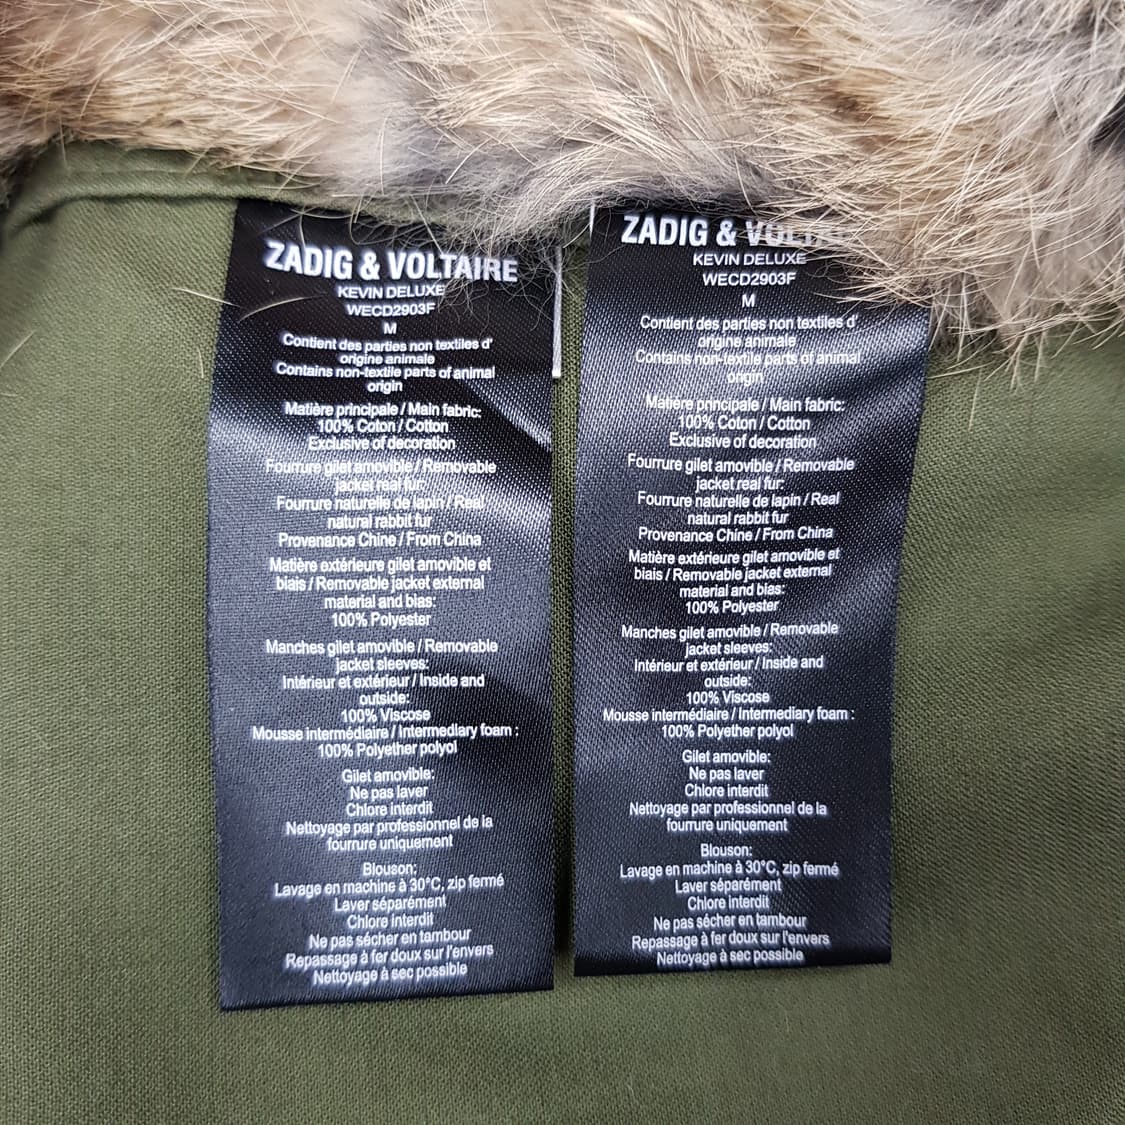 ZADIG & VOLTAIRE
KEVIN DELUXE
WECD2903F
M
Contient des parties non textiles d'
origine animale
Contains non-textile parts of animal
origin
Matière principale / Main fabric:
100% Coton / Cotton
Exclusive of decoration
Fourrure gilet amovible / Removable
jacket real fur:
Fourrure naturelle de lapin / Real
natural rabbit fur
Provenance Chine / From China
Matière extérieure gilet amovible et
biais / Removable jacket external
material and bias:
100% Polyester
Manches gilet amovible / Removable
jacket sleeves:
Intérieur et extérieur / Inside and
outside:
100% Viscose
Mousse intermédiaire / Intermediary foam :
100% Polyether polyol
Gilet amovible:
Ne pas laver
Chlore interdit
Nettoyage par professionnel de la
fourrure uniquement
Blouson:
Lavage en machine à 30°C, zip fermé
Laver séparément
Chlore interdit
Ne pas sécher en tambour
Repassage à fer doux sur l'envers
Nettoyage à sec possible
ZADIG & VOLTAIRE
KEVIN DELUXE
WECD2903F
M
Contient des parties non textiles d'
origine animale
Contains non-textile parts of animal
origin
Matière principale / Main fabric:
100% Coton / Cotton
Exclusive of decoration
Fourrure gilet amovible / Removable
jacket real fur:
Fourrure naturelle de lapin / Real
natural rabbit fur
Provenance Chine / From China
Matière extérieure gilet amovible et
biais / Removable jacket external
material and bias:
100% Polyester
Manches gilet amovible / Removable
jacket sleeves:
Intérieur et extérieur / Inside and
outside:
100% Viscose
Mousse intermédiaire / Intermediary foam :
100% Polyether polyol
Gilet amovible:
Ne pas laver
Chlore interdit
Nettoyage par professionnel de la
fourrure uniquement
Blouson:
Lavage en machine à 30°C, zip fermé
Laver séparément
Chlore interdit
Ne pas sécher en tambour
Repassage à fer doux sur l'envers
Nettoyage à sec possible